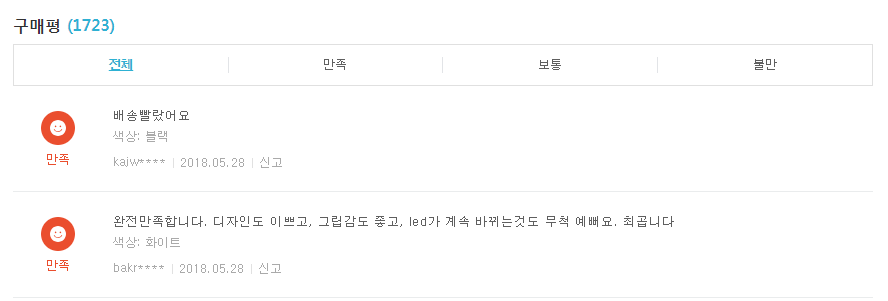 구매평 (1723)
전체 만족 보통 불만
배송빨랐어요
색상: 블랙
만족
kajw**** | 2018.05.28 | 신고
완전만족합니다. 디자인도 이쁘고, 그립감도 좋고, led가 계속 바뀌는것도 무척 예뻐요. 최곱니다
색상: 화이트
만족
bakr**** | 2018.05.28 | 신고